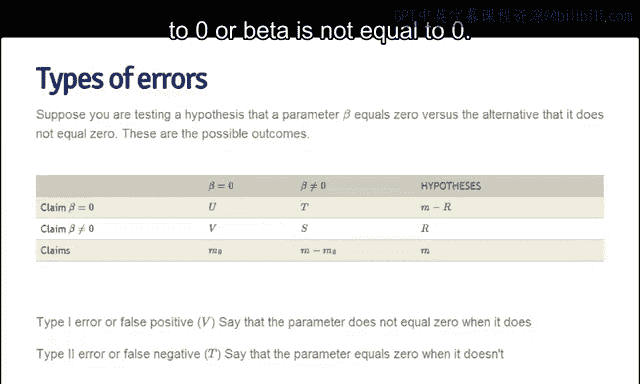 to 0 or beta is not equal to 0.
Types of errors
Suppose you are testing a hypothesis that a parameter β equals zero versus the alternative that it does
not equal zero. These are the possible outcomes.
β = 0 β ≠ 0 HYPOTHESES
Claim β = 0 U T m − R
Claim β ≠ 0 V S R
Claims m₀ m − m₀ m
Type I error or false positive (V) Say that the parameter does not equal zero when it does
Type II error or false negative (T) Say that the parameter equals zero when it doesn't